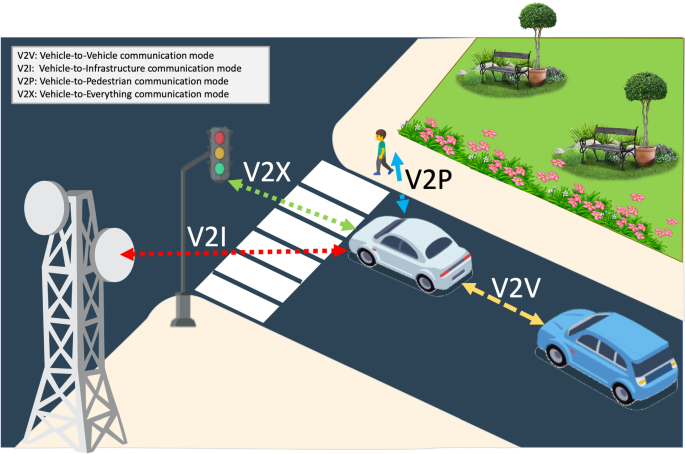 V2V: Vehicle-to-Vehicle communication mode
V2I: Vehicle-to-Infrastructure communication mode
V2P: Vehicle-to-Pedestrian communication mode
V2X: Vehicle-to-Everything communication mode
V2X
V2P
V2I
V2V